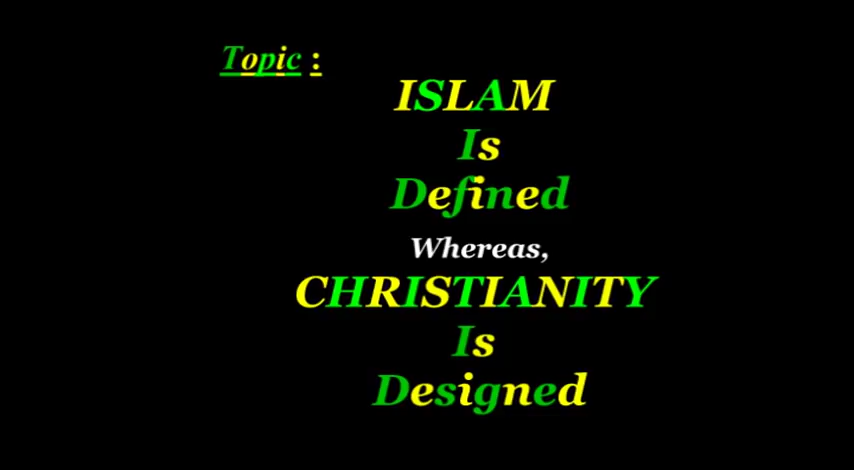 Topic :
ISLAM
Is
Defined
Whereas,
CHRISTIANITY
Is
Designed